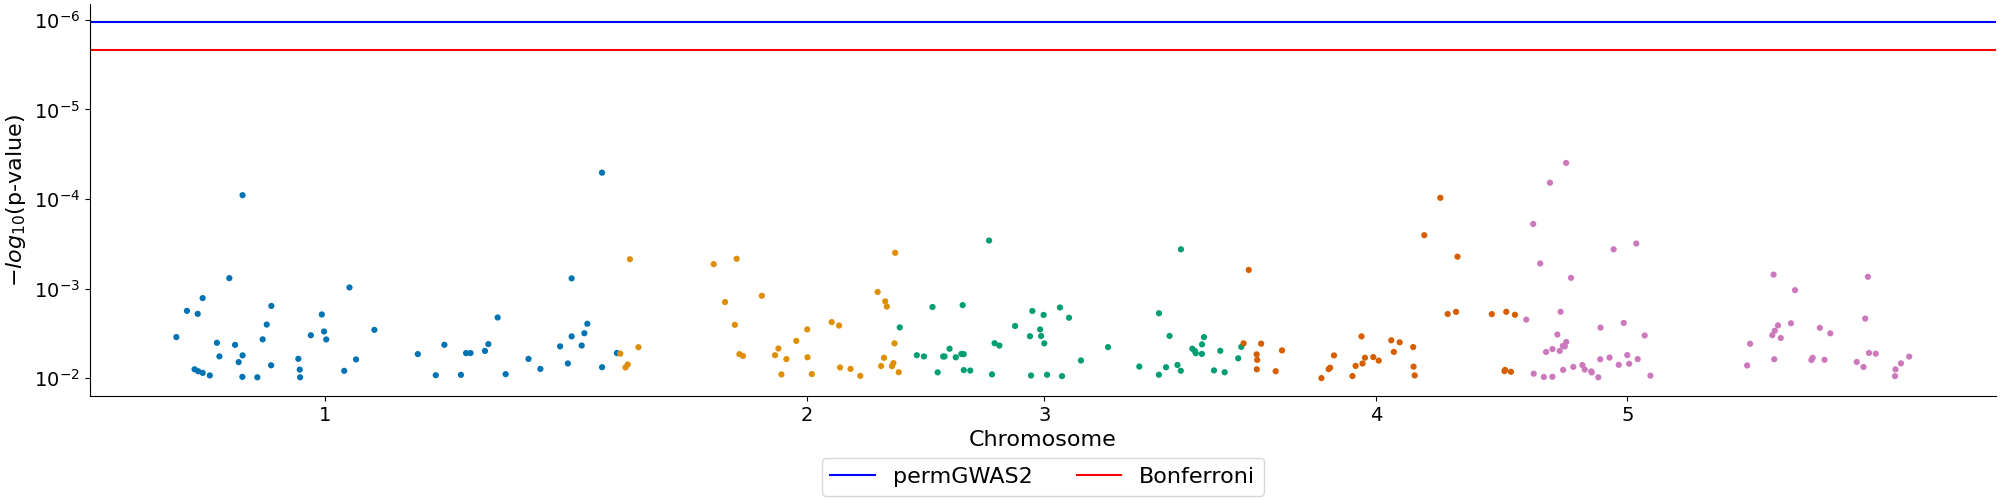 10⁻⁶
10⁻⁵
10⁻⁴
10⁻³
10⁻²
−log₁₀(p-value)
1 2 3 4 5
Chromosome
permGWAS2 Bonferroni